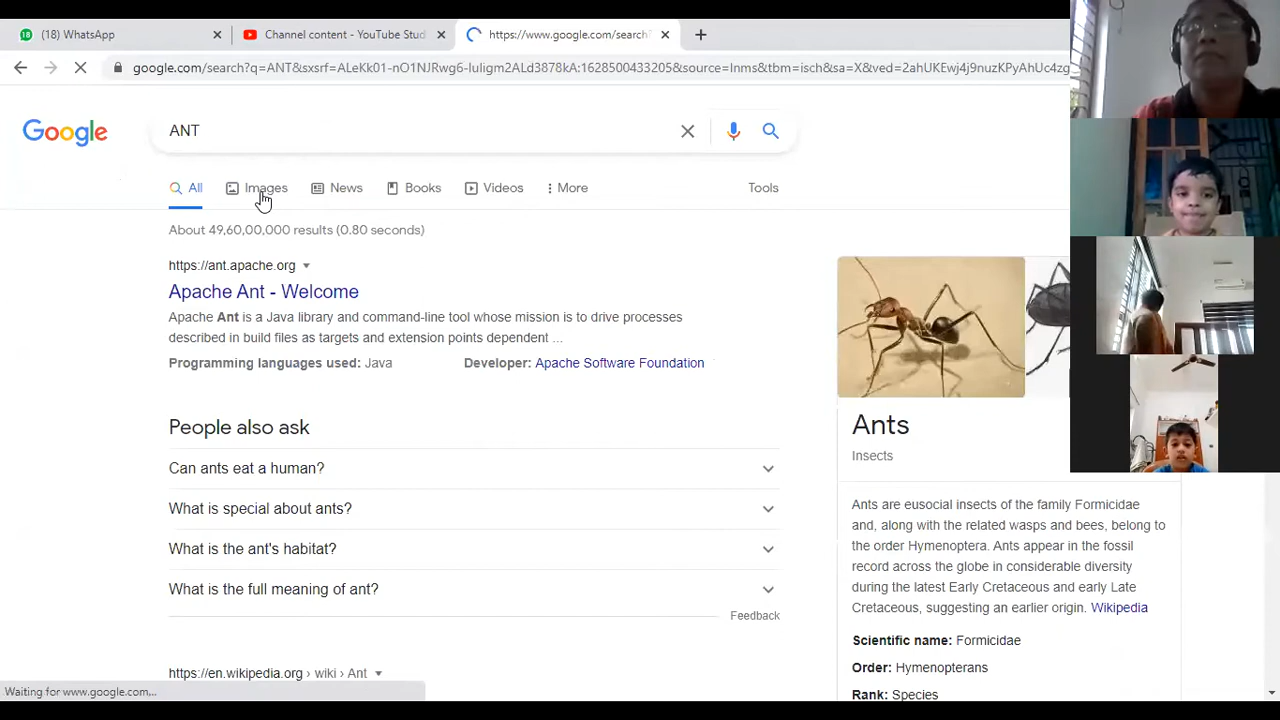 (18) WhatsApp
Channel content - YouTube Stud
https://www.google.com/search?
google.com/search?q=ANT&sxsrf=ALeKk01-nO1NJRwg6-luligm2ALd3878kA:1628500433205&source=lnms&tbm=isch&sa=X&ved=2ahUKEwj4j9nuzKPyAhUc4zg
Google
ANT
All
Images
News
Books
Videos
More
Tools
About 49,60,00,000 results (0.80 seconds)
https://ant.apache.org
Apache Ant - Welcome
Apache Ant is a Java library and command-line tool whose mission is to drive processes
described in build files as targets and extension points dependent ...
Programming languages used: Java
Developer: Apache Software Foundation
People also ask
Can ants eat a human?
What is special about ants?
What is the ant's habitat?
What is the full meaning of ant?
Feedback
https://en.wikipedia.org › wiki › Ant
Ants
Insects
Ants are eusocial insects of the family Formicidae
and, along with the related wasps and bees, belong to
the order Hymenoptera. Ants appear in the fossil
record across the globe in considerable diversity
during the latest Early Cretaceous and early Late
Cretaceous, suggesting an earlier origin. Wikipedia
Scientific name: Formicidae
Order: Hymenopterans
Rank: Species
Waiting for www.google.com...